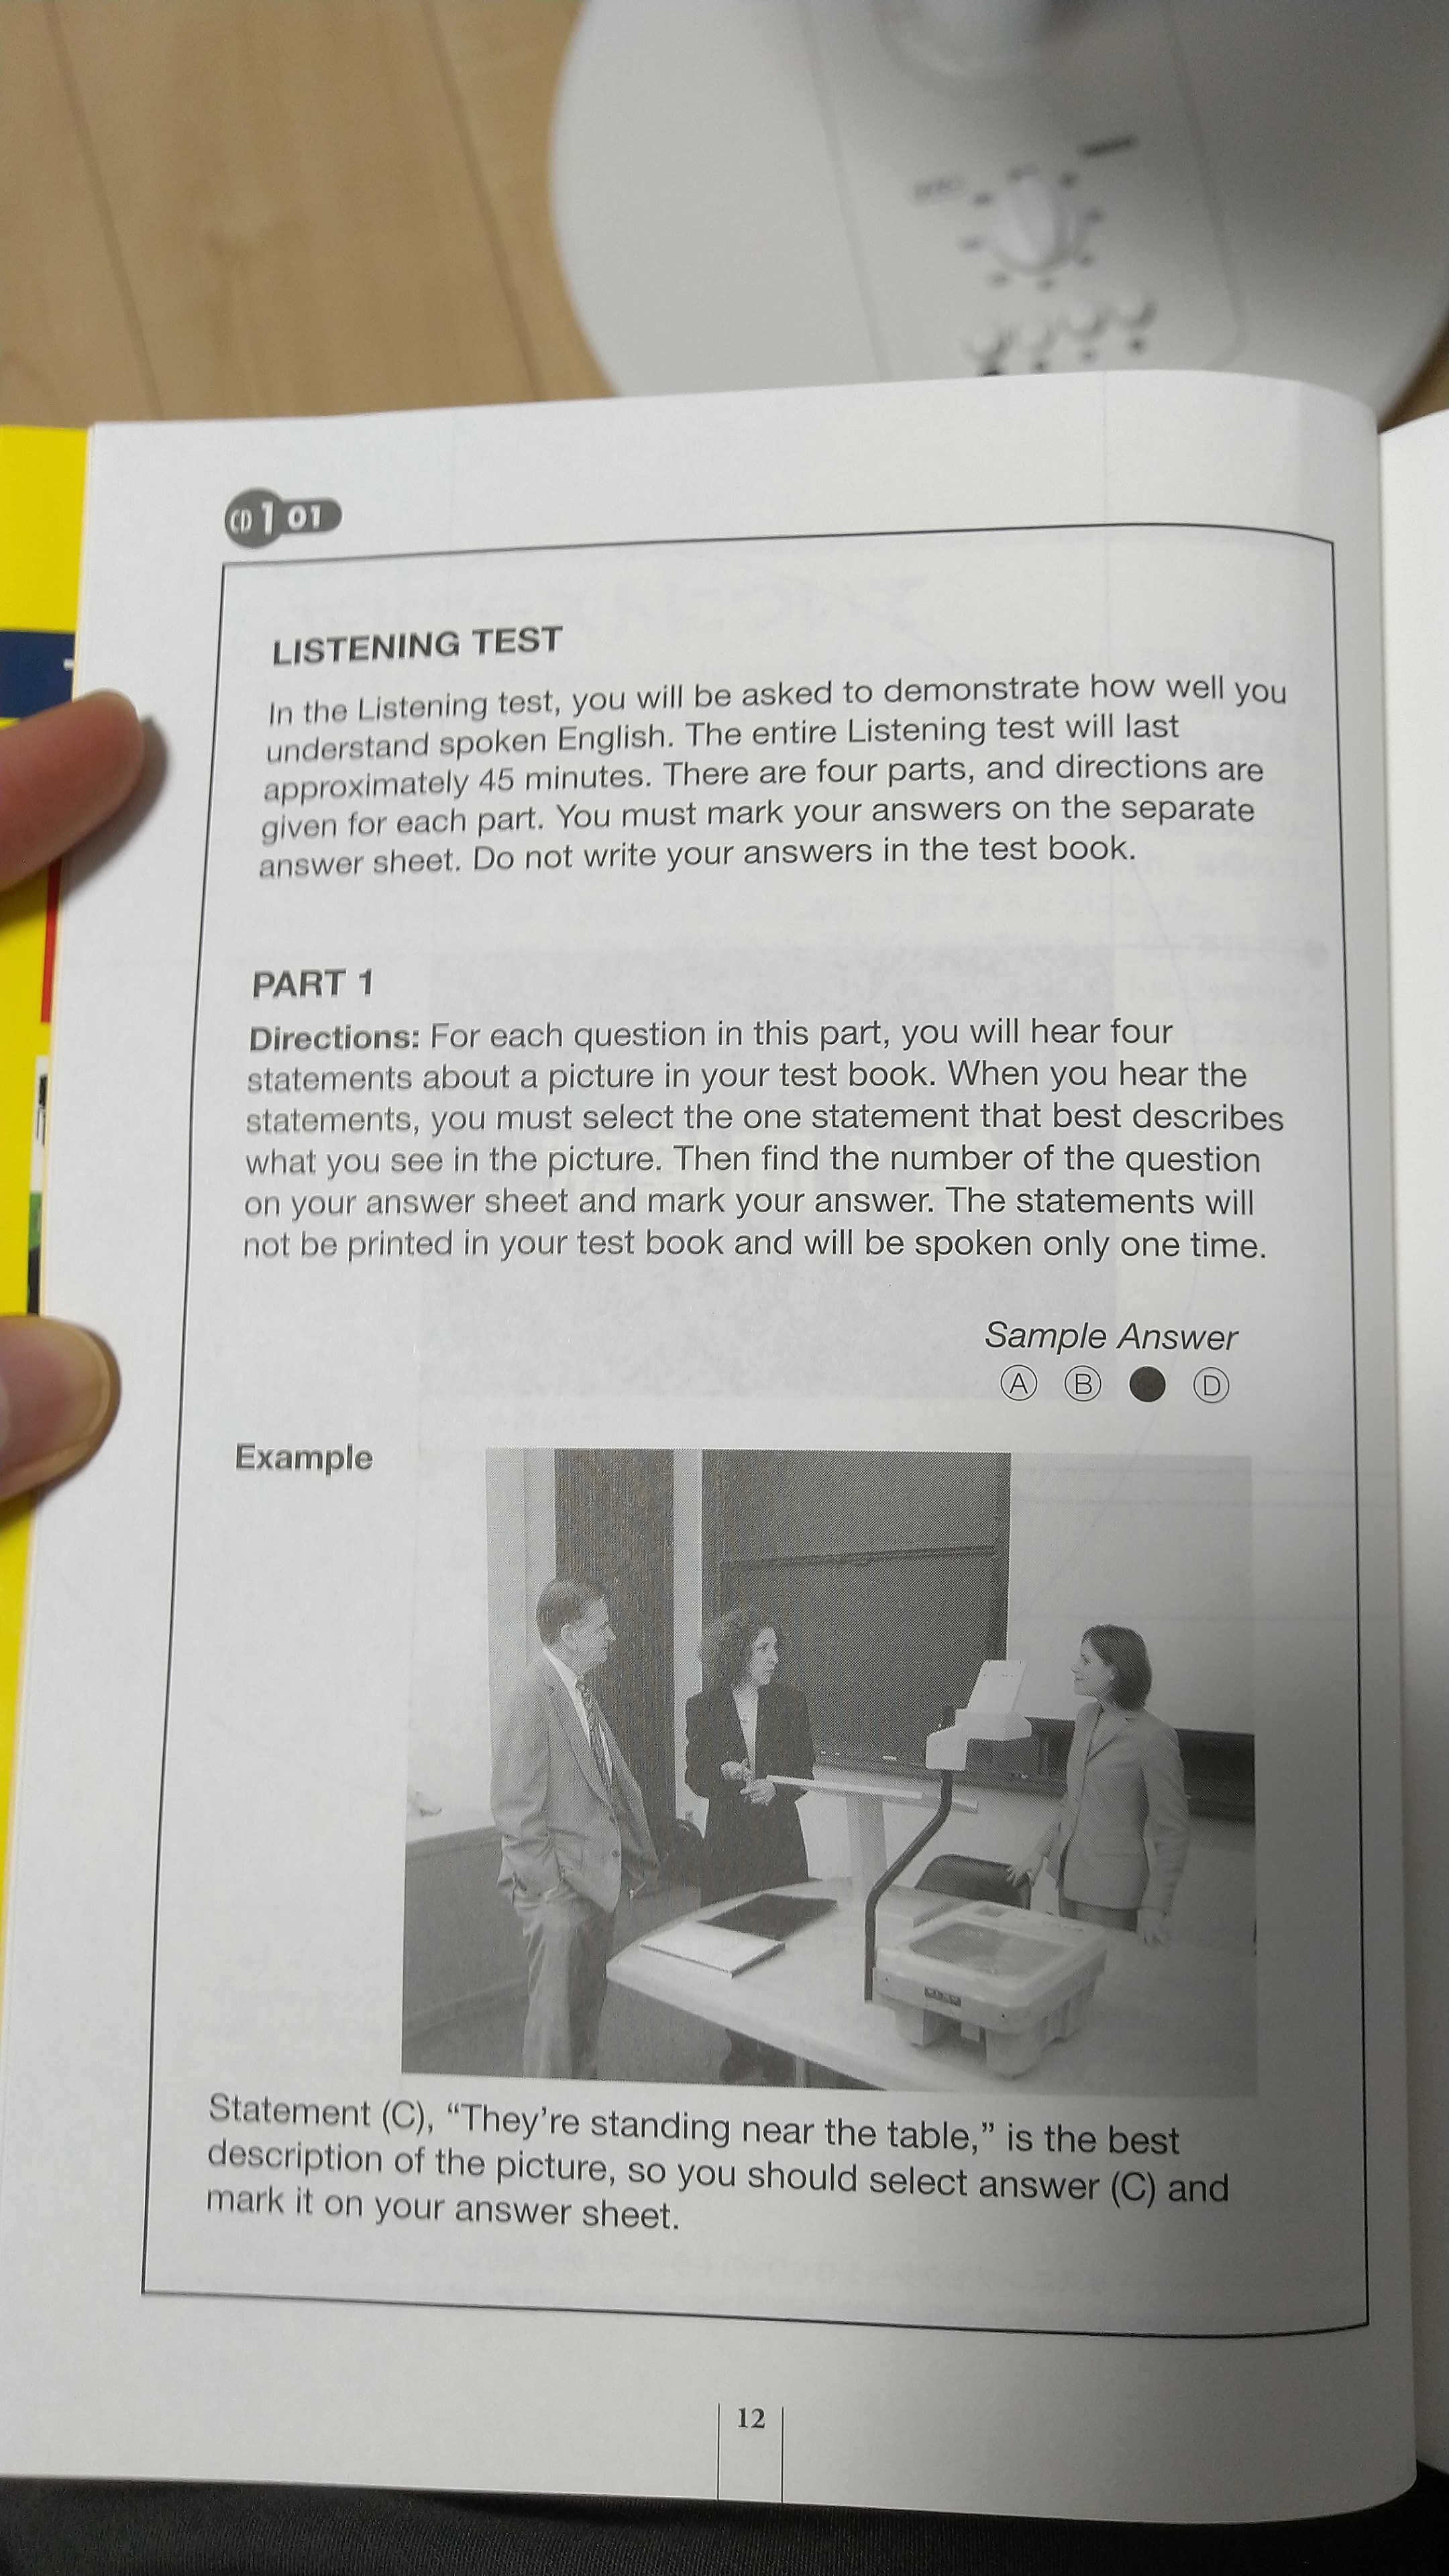 CD 1 01
LISTENING TEST
In the Listening test, you will be asked to demonstrate how well you
understand spoken English. The entire Listening test will last
approximately 45 minutes. There are four parts, and directions are
given for each part. You must mark your answers on the separate
answer sheet. Do not write your answers in the test book.
PART 1
Directions: For each question in this part, you will hear four
statements about a picture in your test book. When you hear the
statements, you must select the one statement that best describes
what you see in the picture. Then find the number of the question
on your answer sheet and mark your answer. The statements will
not be printed in your test book and will be spoken only one time.
Sample Answer
A B D
Example
Statement (C), “They’re standing near the table,” is the best
description of the picture, so you should select answer (C) and
mark it on your answer sheet.
12